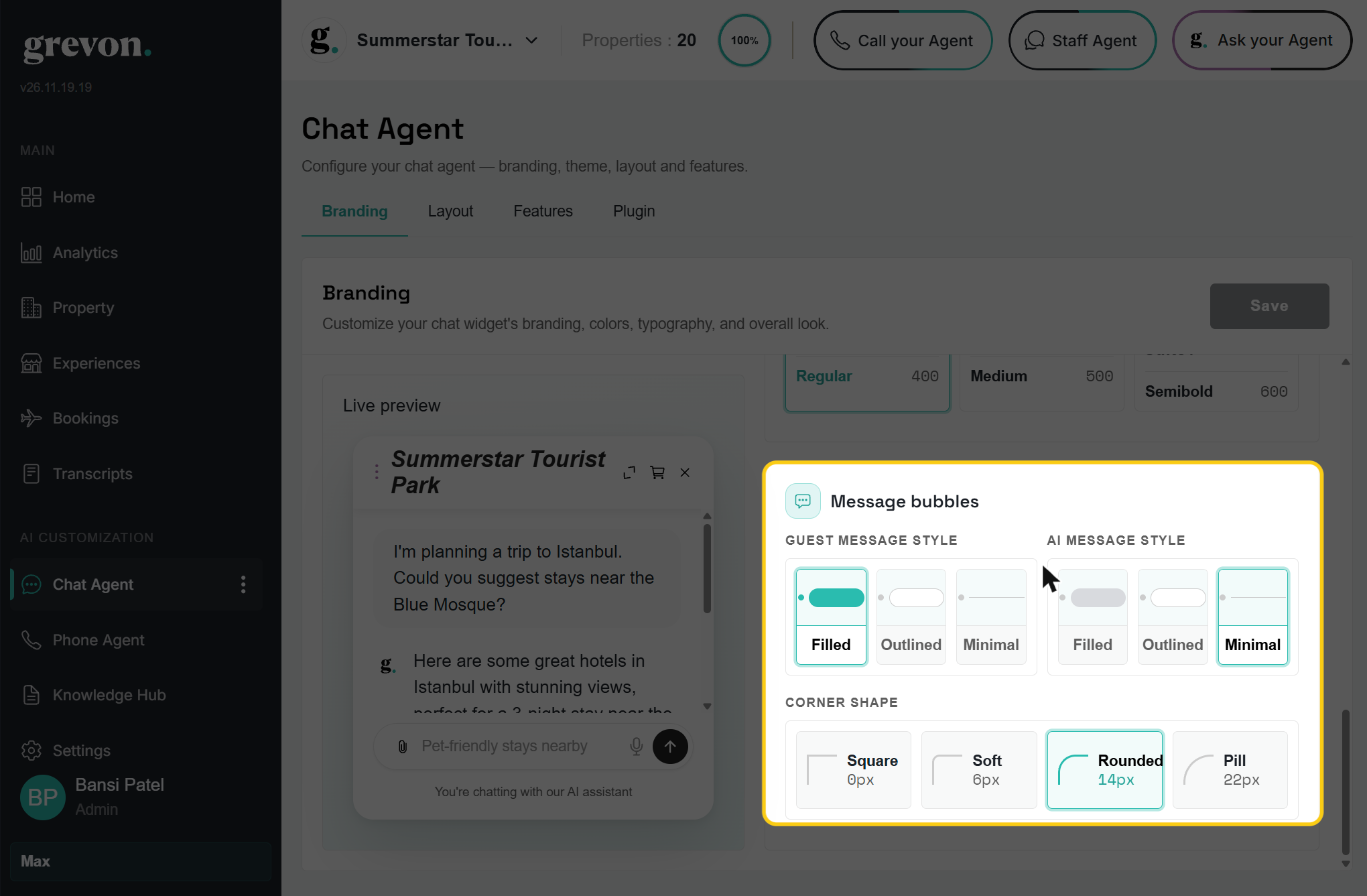 grevon.
v26.11.19.19
MAIN
Home
Analytics
Property
Experiences
Bookings
Transcripts
AI CUSTOMIZATION
Chat Agent
Phone Agent
Knowledge Hub
Settings
BP
Bansi Patel
Admin
Max
g. Summerstar Tou...
Properties : 20
100%
Call your Agent
Staff Agent
g. Ask your Agent
Chat Agent
Configure your chat agent — branding, theme, layout and features.
Branding Layout Features Plugin
Branding
Customize your chat widget's branding, colors, typography, and overall look.
Save
Live preview
Summerstar Tourist
Park
I'm planning a trip to Istanbul.
Could you suggest stays near the
Blue Mosque?
g.
Here are some great hotels in
Istanbul with stunning views,
perfect for a 3-night stay near the
Pet-friendly stays nearby
You're chatting with our AI assistant
Regular 400
Medium 500
Semibold 600
Message bubbles
GUEST MESSAGE STYLE
Filled Outlined Minimal
AI MESSAGE STYLE
Filled Outlined Minimal
CORNER SHAPE
Square
0px
Soft
6px
Rounded
14px
Pill
22px